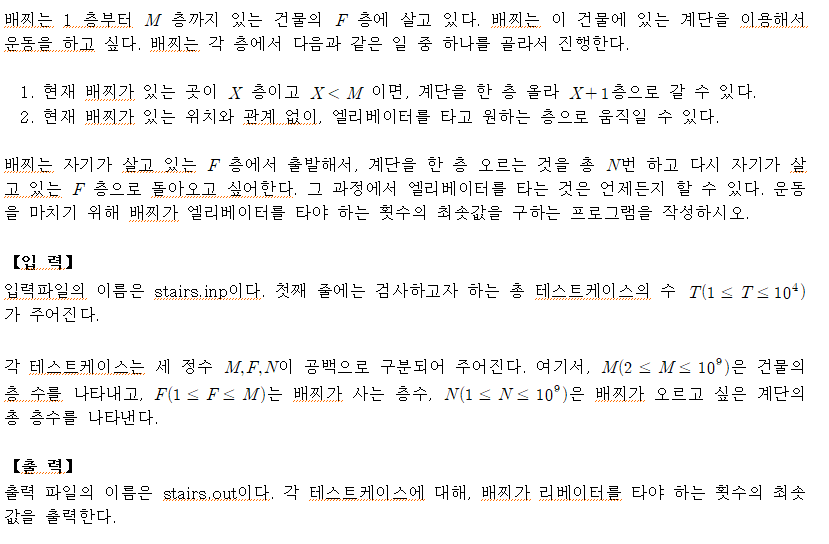 배찌는 1 층부터 M 층까지 있는 건물의 F 층에 살고 있다. 배찌는 이 건물에 있는 계단을 이용해서
운동을 하고 싶다. 배찌는 각 층에서 다음과 같은 일 중 하나를 골라서 진행한다.
1. 현재 배찌가 있는 곳이 X 층이고 X < M 이면, 계단을 한 층 올라 X+1층으로 갈 수 있다.
2. 현재 배찌가 있는 위치와 관계 없이, 엘리베이터를 타고 원하는 층으로 움직일 수 있다.
배찌는 자기가 살고 있는 F 층에서 출발해서, 계단을 한 층 오르는 것을 총 N번 하고 다시 자기가 살
고 있는 F 층으로 돌아오고 싶어한다. 그 과정에서 엘리베이터를 타는 것은 언제든지 할 수 있다. 운동
을 마치기 위해 배찌가 엘리베이터를 타야 하는 횟수의 최솟값을 구하는 프로그램을 작성하시오.
【입 력】
입력파일의 이름은 stairs.inp이다. 첫째 줄에는 검사하고자 하는 총 테스트케이스의 수 T(1 ≤ T ≤ 10⁴)
가 주어진다.
각 테스트케이스는 세 정수 M,F,N이 공백으로 구분되어 주어진다. 여기서, M(2 ≤ M ≤ 10⁹)은 건물의
층 수를 나타내고, F(1 ≤ F ≤ M)는 배찌가 사는 층수, N(1 ≤ N ≤ 10⁹)은 배찌가 오르고 싶은 계단의
총 층수를 나타낸다.
【출 력】
출력 파일의 이름은 stairs.out이다. 각 테스트케이스에 대해, 배찌가 리베이터를 타야 하는 횟수의 최솟
값을 출력한다.